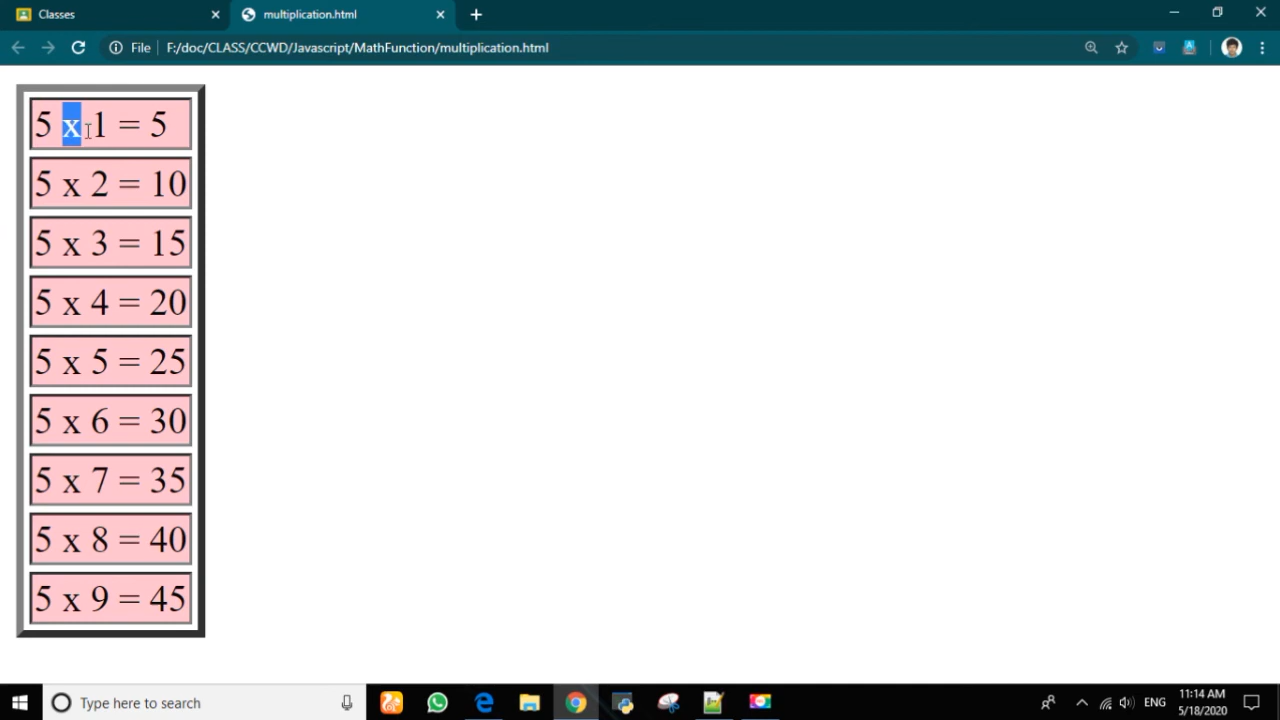 Classes
multiplication.html
File
F:/doc/CLASS/CCWD/Javascript/MathFunction/multiplication.html
5 x 1 = 5
5 x 2 = 10
5 x 3 = 15
5 x 4 = 20
5 x 5 = 25
5 x 6 = 30
5 x 7 = 35
5 x 8 = 40
5 x 9 = 45
Type here to search
ENG
11:14 AM
5/18/2020